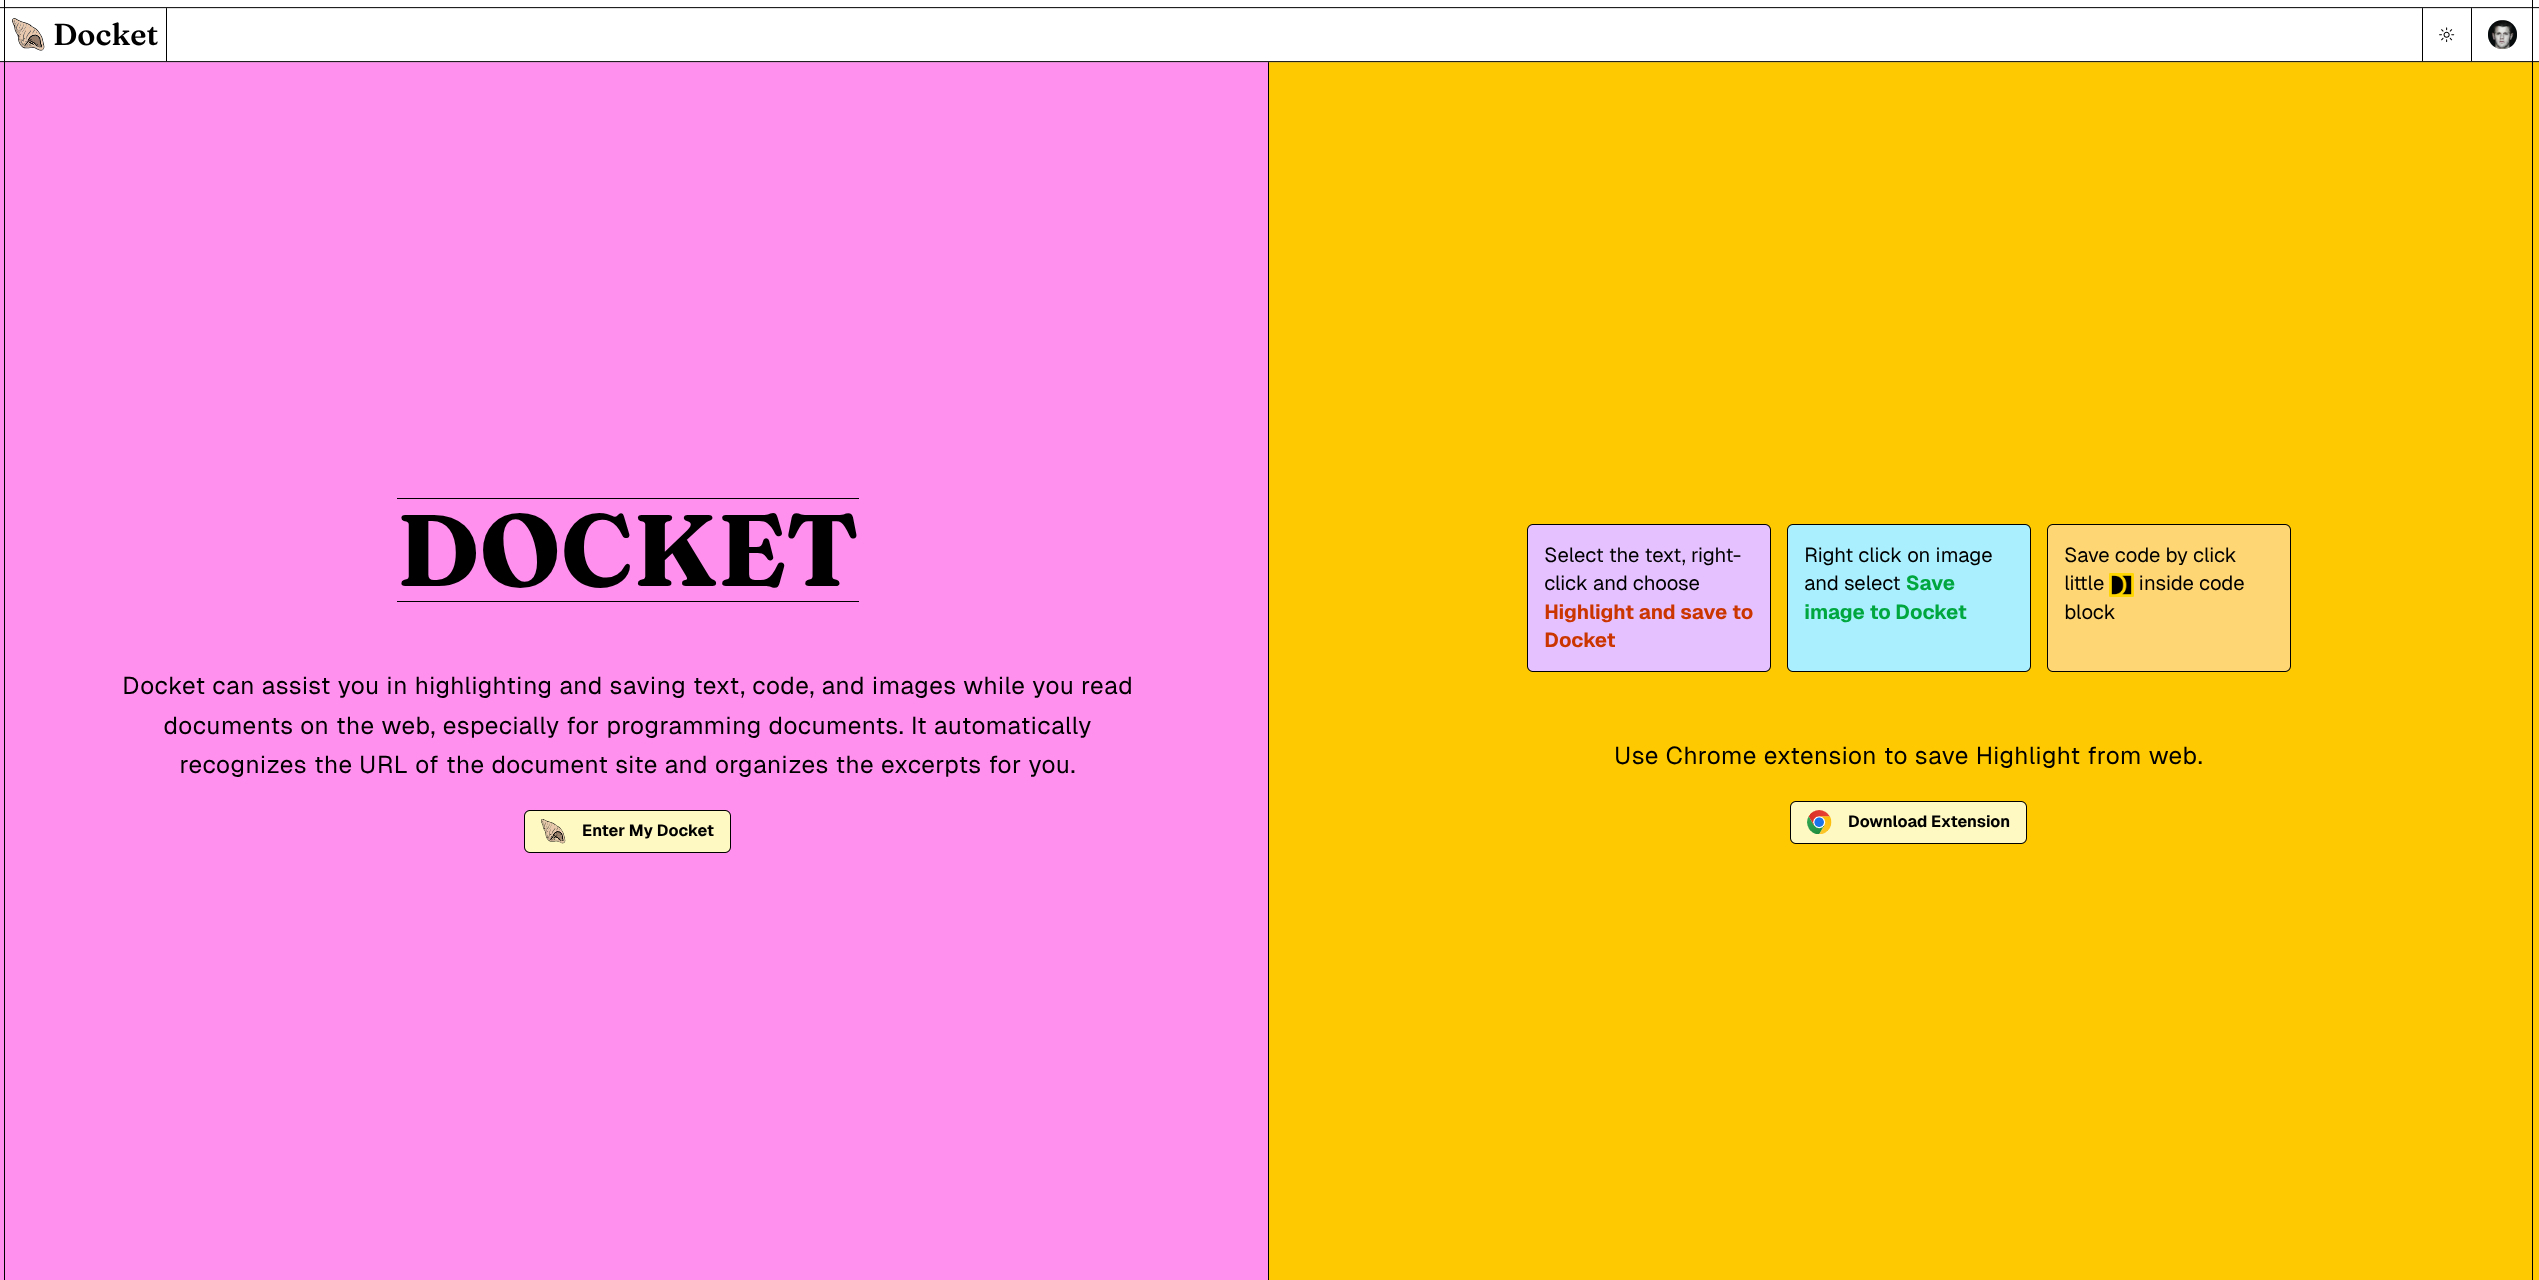 Docket
DOCKET
Docket can assist you in highlighting and saving text, code, and images while you read
documents on the web, especially for programming documents. It automatically
recognizes the URL of the document site and organizes the excerpts for you.
Enter My Docket
Select the text, right-
click and choose
Highlight and save to
Docket
Right click on image
and select Save
image to Docket
Save code by click
little inside code
block
Use Chrome extension to save Highlight from web.
Download Extension